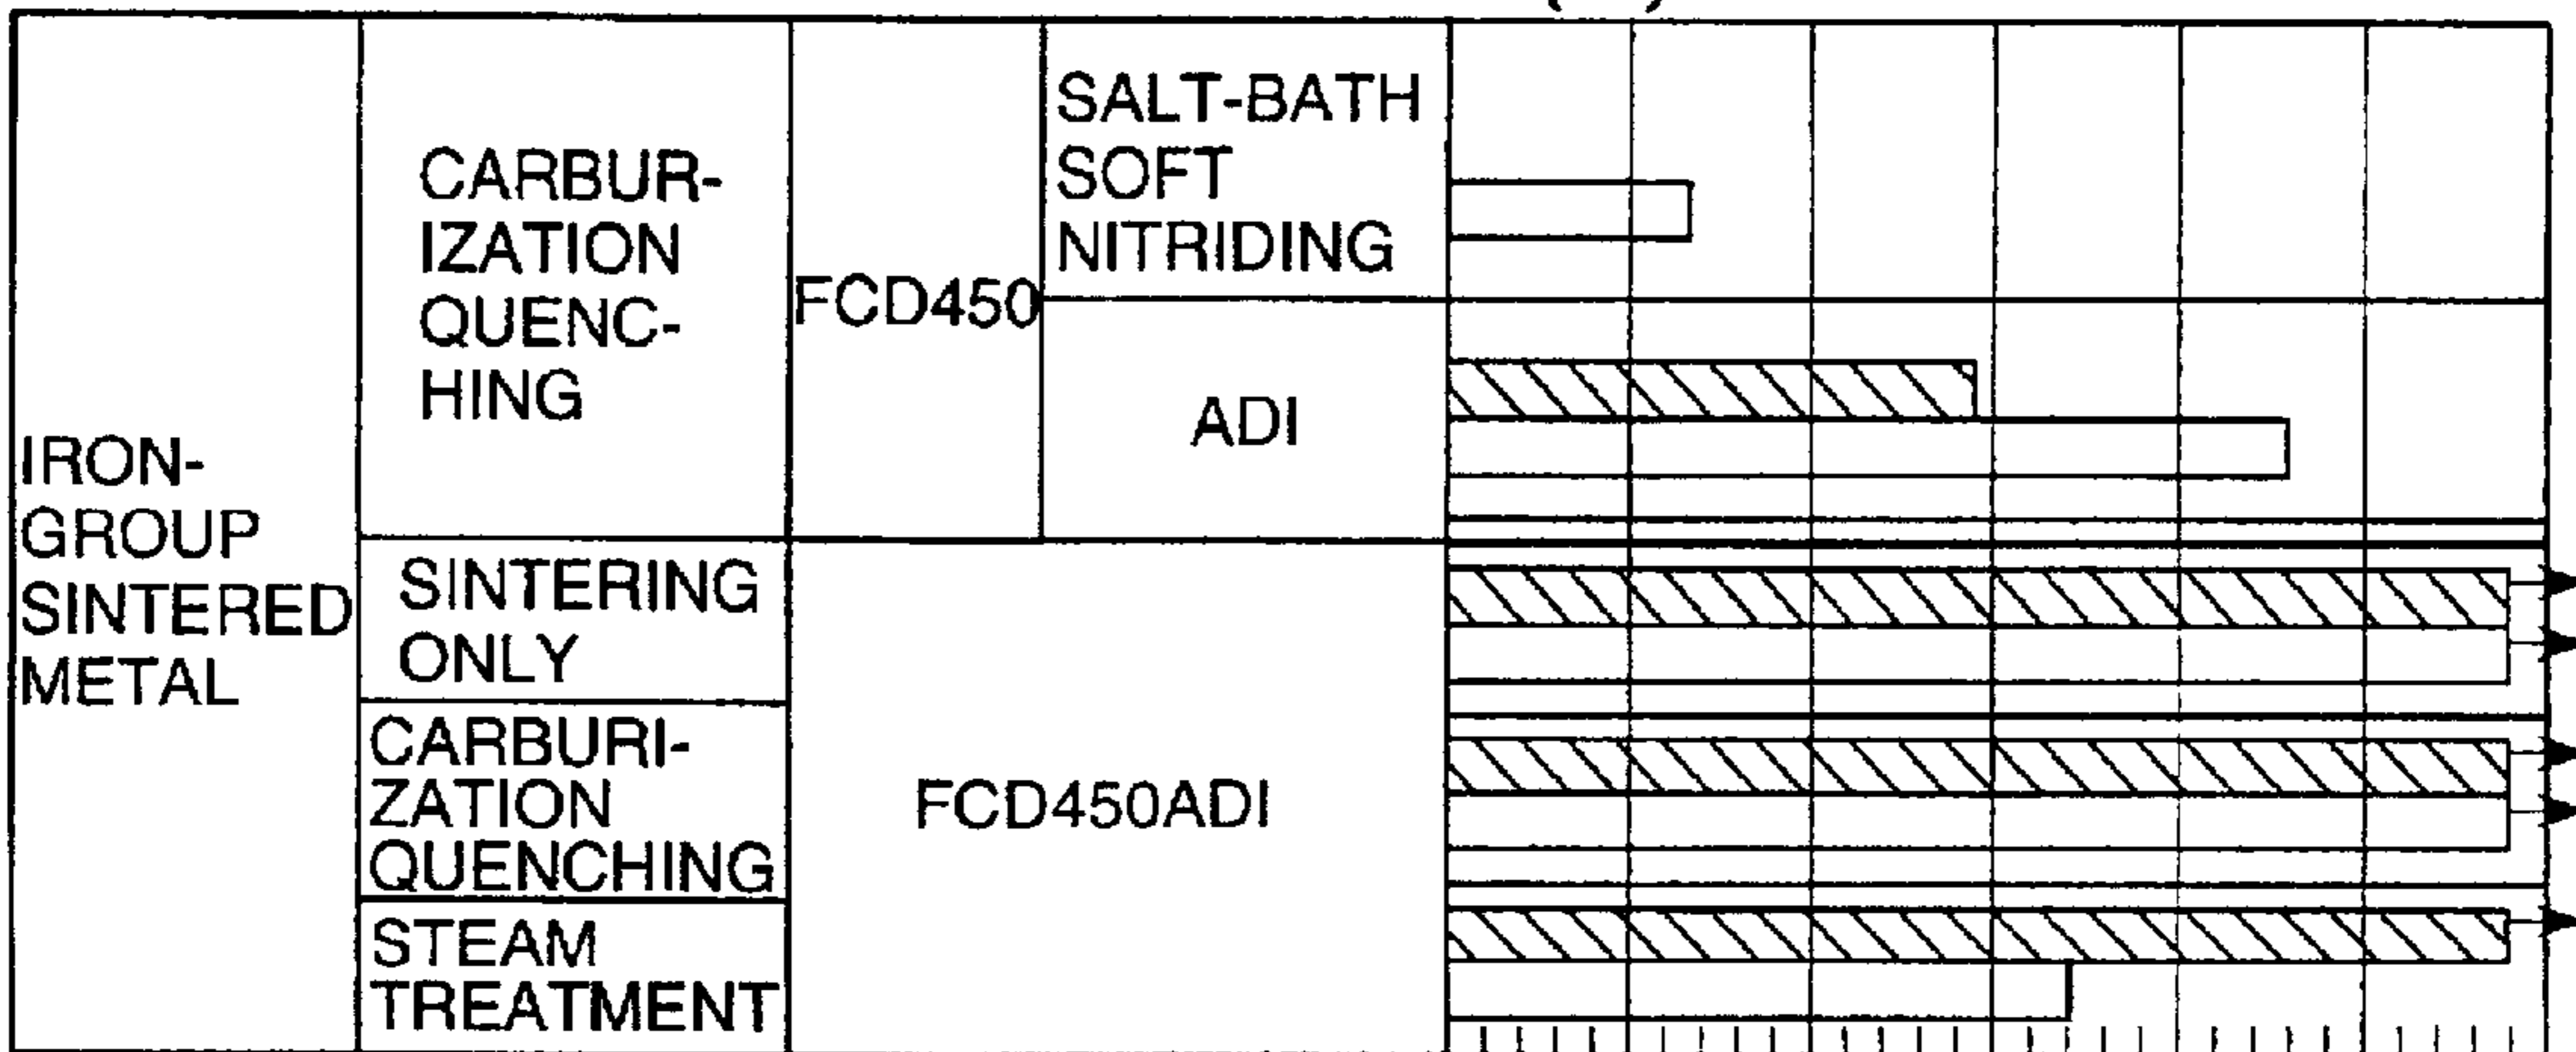 IRON-
GROUP
SINTERED
METAL
CARBUR-
IZATION
QUENC-
HING
FCD450
SALT-BATH
SOFT
NITRIDING
ADI
SINTERING
ONLY
CARBURI-
ZATION
QUENCHING
STEAM
TREATMENT
FCD450ADI